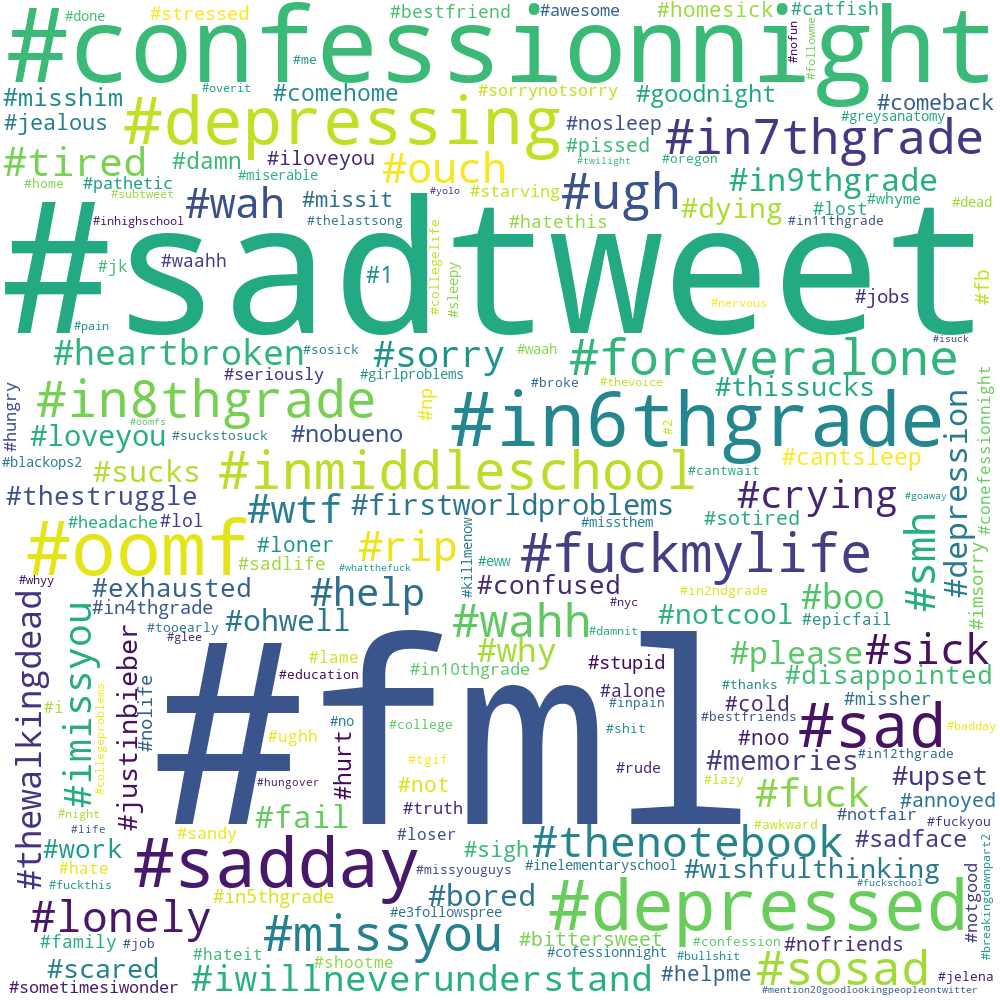 #confessionnight
#stressed
#bestfriend
#awesome
#homesick
#catfish
#done
#me
#nofun
#followme
#overit
#misshim
#comehome
#sorrynotsorry
#goodnight
#comeback
#greysanatomy
#jealous
#depressing
#nosleep
#in7thgrade
#pissed
#tired
#damn
#iloveyou
#ouch
#twilight
#oregon
#home
#pathetic
#miserable
#subtweet
#yolo
#starving
#ugh
#in9thgrade
#whyme
#dead
#wah
#missit
#dying
#lost
#inhighschool
#thelastsong
#hatethis
#in11thgrade
#sadtweet
#jk
#waahh
#1
#collegelife
#sleepy
#nervous
#jobs
#fb
#pain
#isuck
#heartbroken
#sosick
#sorry
#waah
#foreveralone
#seriously
#girlproblems
#broke
#thevoice
#thissucks
#hungry
#in8thgrade
#np
#in6thgrade
#2
#depression
#conefessionnight
#oomfs
#loveyou
#suckstosuck
#nobueno
#blackops2
#sucks
#inmiddleschool
#cantwait
#cantsleep
#thestruggle
#wtf
#firstworldproblems
#crying
#goaway
#headache
#lol
#missthem
#sotired
#smh
#oomf
#loner
#rip
#killmenow
#fuckmylife
#imsorry
#sadlife
#whatthefuck
#eww
#whyy
#exhausted
#help
#confused
#in2ndgrade
#boo
#in4thgrade
#nyc
#notcool
#epicfail
#ohwell
#wahh
#tooearly
#damnit
#glee
#why
#please
#sick
#thewalkingdead
#imissyou
#justinbieber
#lame
#in10thgrade
#stupid
#disappointed
#education
#thanks
#alone
#inpain
#cold
#missher
#i
#collegeproblems
#nolife
#fml
#no
#college
#shit
#bestfriends
#sad
#badday
#ughh
#hurt
#noo
#in12thgrade
#tgif
#rude
#memories
#hungover
#not
#lazy
#fuck
#upset
#night
#truth
#annoyed
#fail
#notfair
#life
#sandy
#loser
#awkward
#fuckyou
#work
#sadday
#sigh
#thenotebook
#sadface
#hate
#missyouguys
#inelementaryschool
#wishfulthinking
#fuckthis
#in5thgrade
#bored
#fuckschool
#notgood
#breakingdawnpart2
#lonely
#e3followspree
#depressed
#missyou
#family
#job
#bittersweet
#confession
#nofriends
#hateit
#cofessionnight
#bullshit
#scared
#shootme
#iwillneverunderstand
#helpme
#sosad
#jelena
#sometimesiwonder
#mention20goodlookingpeopleontwitter